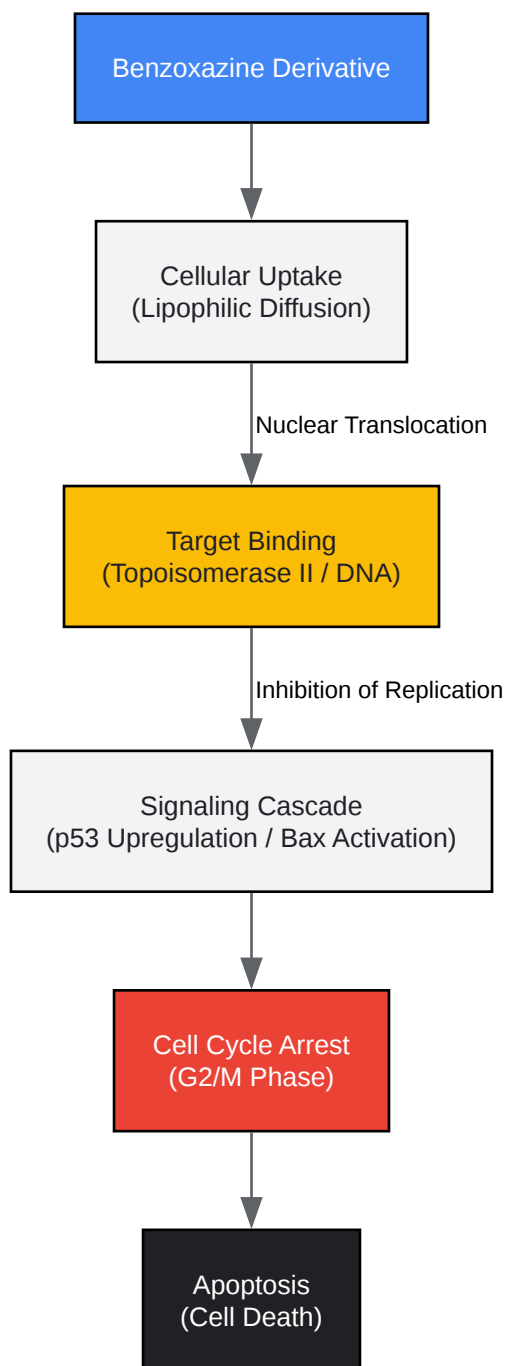 Benzoxazine Derivative
Cellular Uptake
(Lipophilic Diffusion)
Nuclear Translocation
Target Binding
(Topoisomerase II / DNA)
Inhibition of Replication
Signaling Cascade
(p53 Upregulation / Bax Activation)
Cell Cycle Arrest
(G2/M Phase)
Apoptosis
(Cell Death)